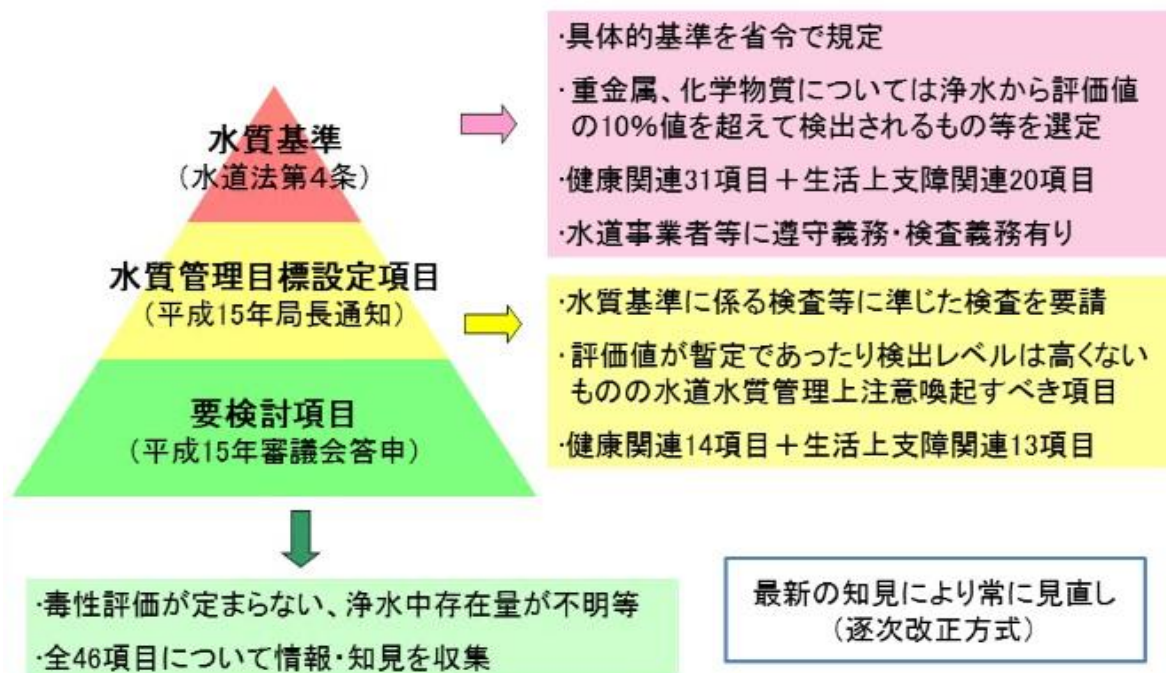 水質基準
（水道法第4条）
水質管理目標設定項目
（平成15年局長通知）
要検討項目
（平成15年審議会答申）
・具体的基準を省令で規定
・重金属、化学物質については浄水から評価値
の10%値を超えて検出されるもの等を選定
・健康関連31項目＋生活上支障関連20項目
・水道事業者等に遵守義務・検査義務有り
・水質基準に係る検査等に準じた検査を要請
・評価値が暫定であったり検出レベルは高くない
ものの水道水質管理上注意喚起すべき項目
・健康関連14項目＋生活上支障関連13項目
・毒性評価が定まらない、浄水中存在量が不明等
・全46項目について情報・知見を収集
最新の知見により常に見直し
（逐次改正方式）